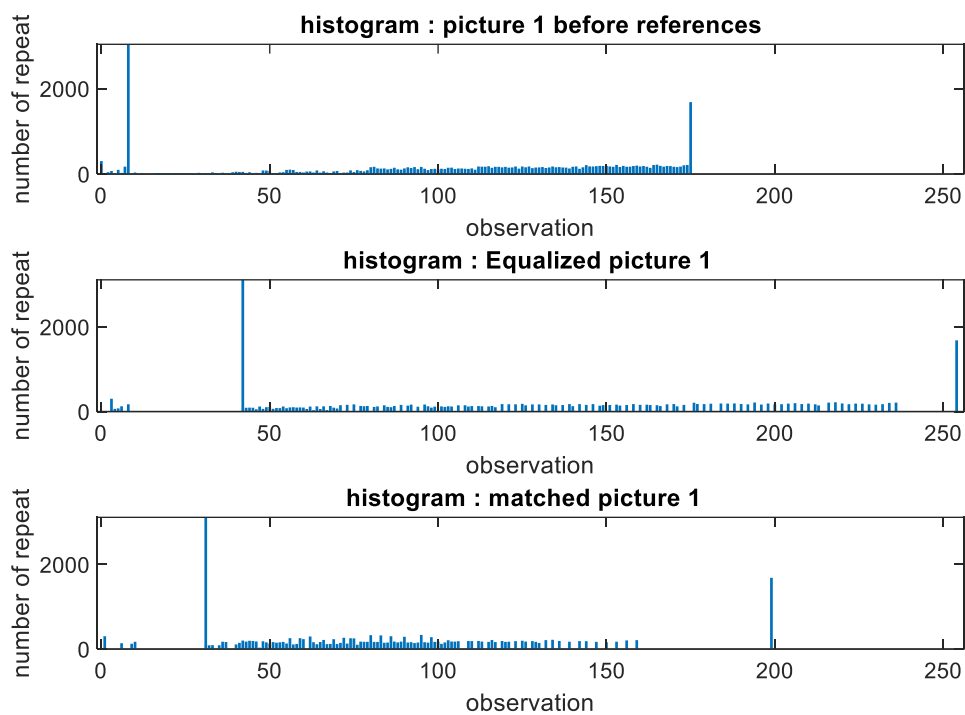 histogram : picture 1 before references
number of repeat
2000
0
0 50 100 150 200 250
observation
histogram : Equalized picture 1
number of repeat
2000
0
0 50 100 150 200 250
observation
histogram : matched picture 1
number of repeat
2000
0
0 50 100 150 200 250
observation